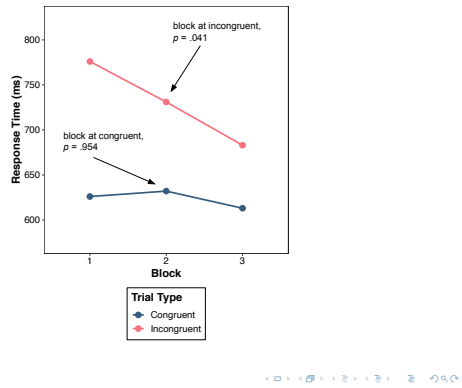 block at incongruent,
p = .041
800
750
block at congruent,
p = .954
700
650
600
Response Time (ms)
1 2 3
Block
Trial Type
Congruent
Incongruent